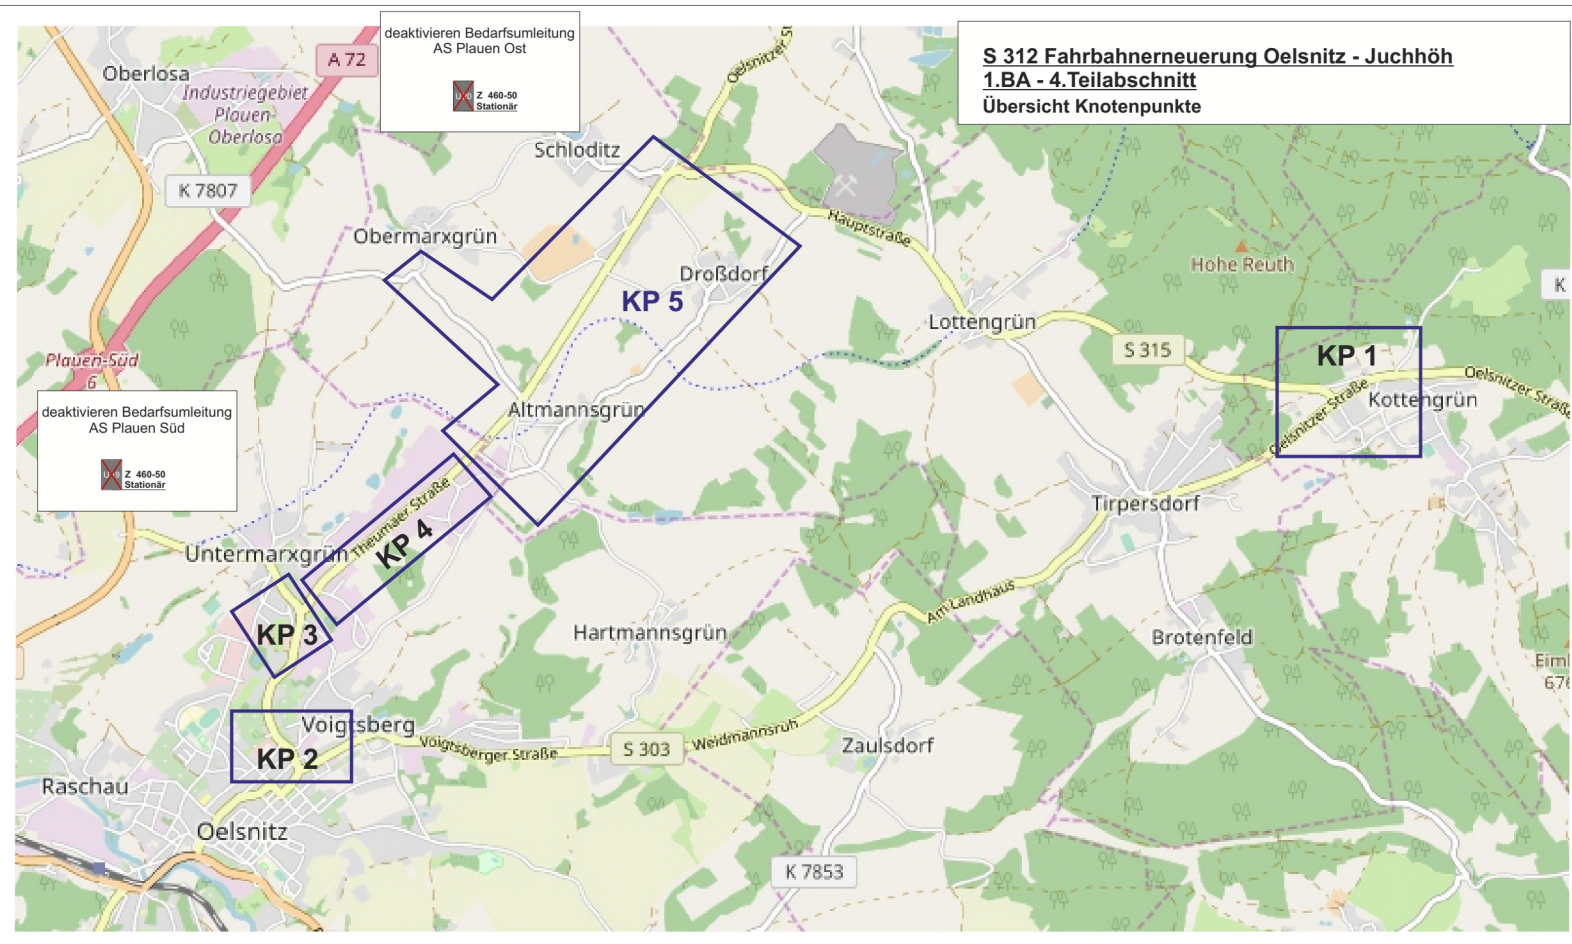 deaktivieren Bedarfsumleitung
AS Plauen Ost
Z 460-50
Stationär
S 312 Fahrbahnerneuerung Oelsnitz - Juchhöh
1.BA - 4.Teilabschnitt
Übersicht Knotenpunkte
Oberlosa
A 72
Industriegebiet
Plauen-
Oberlosa
Oelsnitzer St
Schloditz
K 7807
Obermarxgrün
Hauptstraße
Droßdorf
Hohe Reuth
K
KP 5
Lottengrün
S 315
KP 1
Plauen-Süd
6
Oelsnitzer Straße
Oelsnitzer Straße
Kottengrün
deaktivieren Bedarfsumleitung
AS Plauen Süd
Z 460-50
Stationär
Altmannsgrün
Tirpersdorf
Theumaer Straße
KP 4
Untermarxgrün
Am Landhaus
KP 3
Hartmannsgrün
Brotenfeld
Eiml
676
Voigtsberg
KP 2
Voigtsberger Straße
S 303
Weidmannsruh
Zaulsdorf
Raschau
Oelsnitz
K 7853